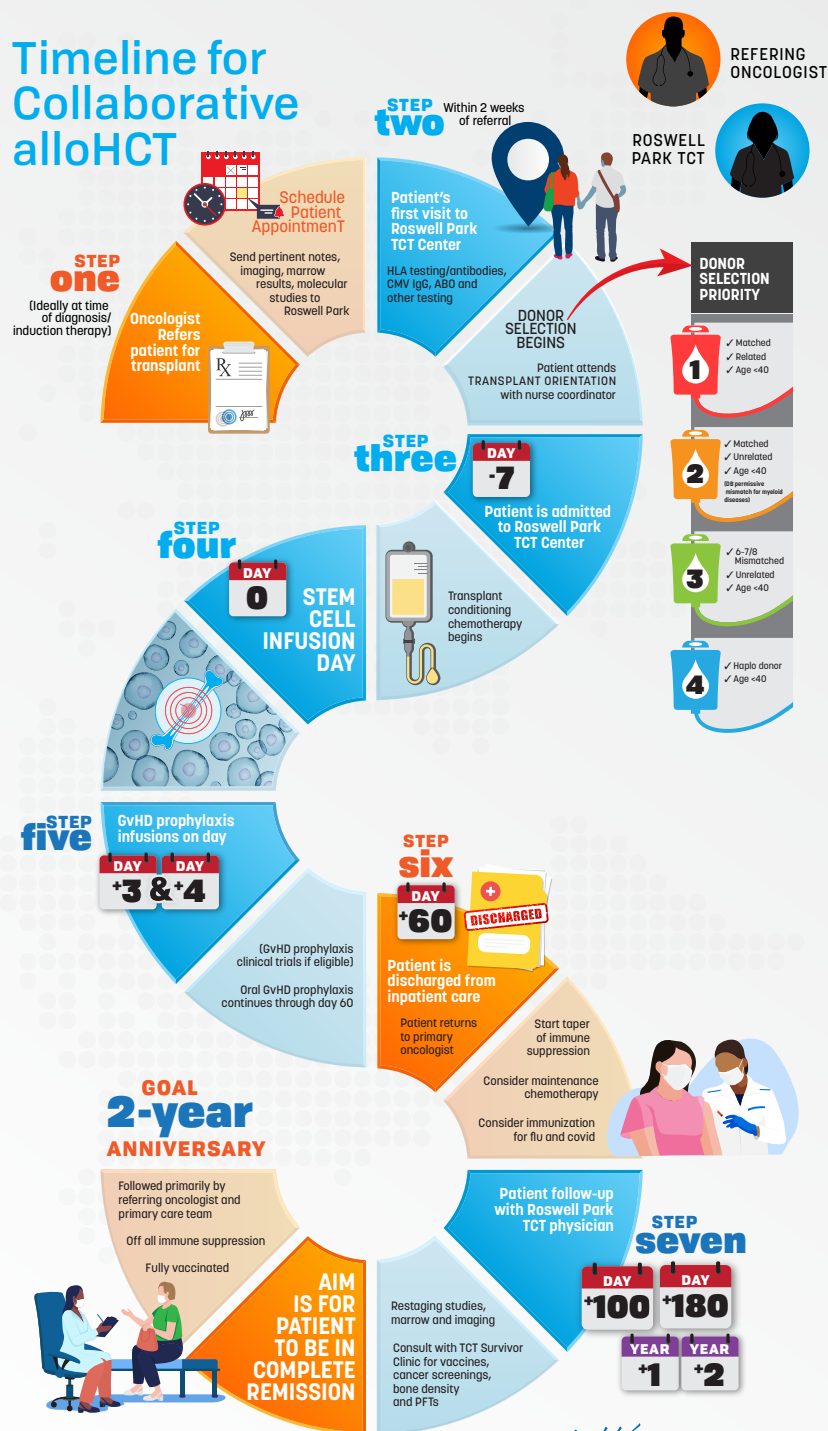 Timeline for
Collaborative
alloHCT
REFERING
ONCOLOGIST
ROSWELL
PARK TCT
STEP
one
(Ideally at time
of diagnosis/
induction therapy)
Oncologist
Refers
patient for
transplant
Rx
Schedule
Patient
AppointmenT
Send pertinent notes,
imaging, marrow
results, molecular
studies to
Roswell Park
STEP
two
Within 2 weeks
of referral
Patient's
first visit to
Roswell Park
TCT Center
HLA testing/antibodies,
CMV IgG, ABO and
other testing
DONOR
SELECTION
BEGINS
Patient attends
TRANSPLANT ORIENTATION
with nurse coordinator
DONOR
SELECTION
PRIORITY
1
✓ Matched
✓ Related
✓ Age <40
2
✓ Matched
✓ Unrelated
✓ Age <40
(DB permissive
mismatch for myeloid
diseases)
3
✓ 6-7/8
Mismatched
✓ Unrelated
✓ Age <40
4
✓ Haplo donor
✓ Age <40
STEP
three
DAY
-7
Patient is admitted
to Roswell Park
TCT Center
Transplant
conditioning
chemotherapy
begins
STEP
four
DAY
0
STEM
CELL
INFUSION
DAY
STEP
five
GvHD prophylaxis
infusions on day
DAY DAY
+3 & +4
(GvHD prophylaxis
clinical trials if eligible)
Oral GvHD prophylaxis
continues through day 60
STEP
six
DAY
+60
DISCHARGED
Patient is
discharged from
inpatient care
Patient returns
to primary
oncologist
Start taper
of immune
suppression
Consider maintenance
chemotherapy
Consider immunization
for flu and covid
STEP
seven
DAY DAY
+100 +180
YEAR YEAR
+1 +2
Patient follow-up
with Roswell Park
TCT physician
Restaging studies,
marrow and imaging
Consult with TCT Survivor
Clinic for vaccines,
cancer screenings,
bone density
and PFTs
GOAL
2-year
ANNIVERSARY
Followed primarily by
referring oncologist and
primary care team
Off all immune suppression
Fully vaccinated
AIM
IS FOR
PATIENT
TO BE IN
COMPLETE
REMISSION